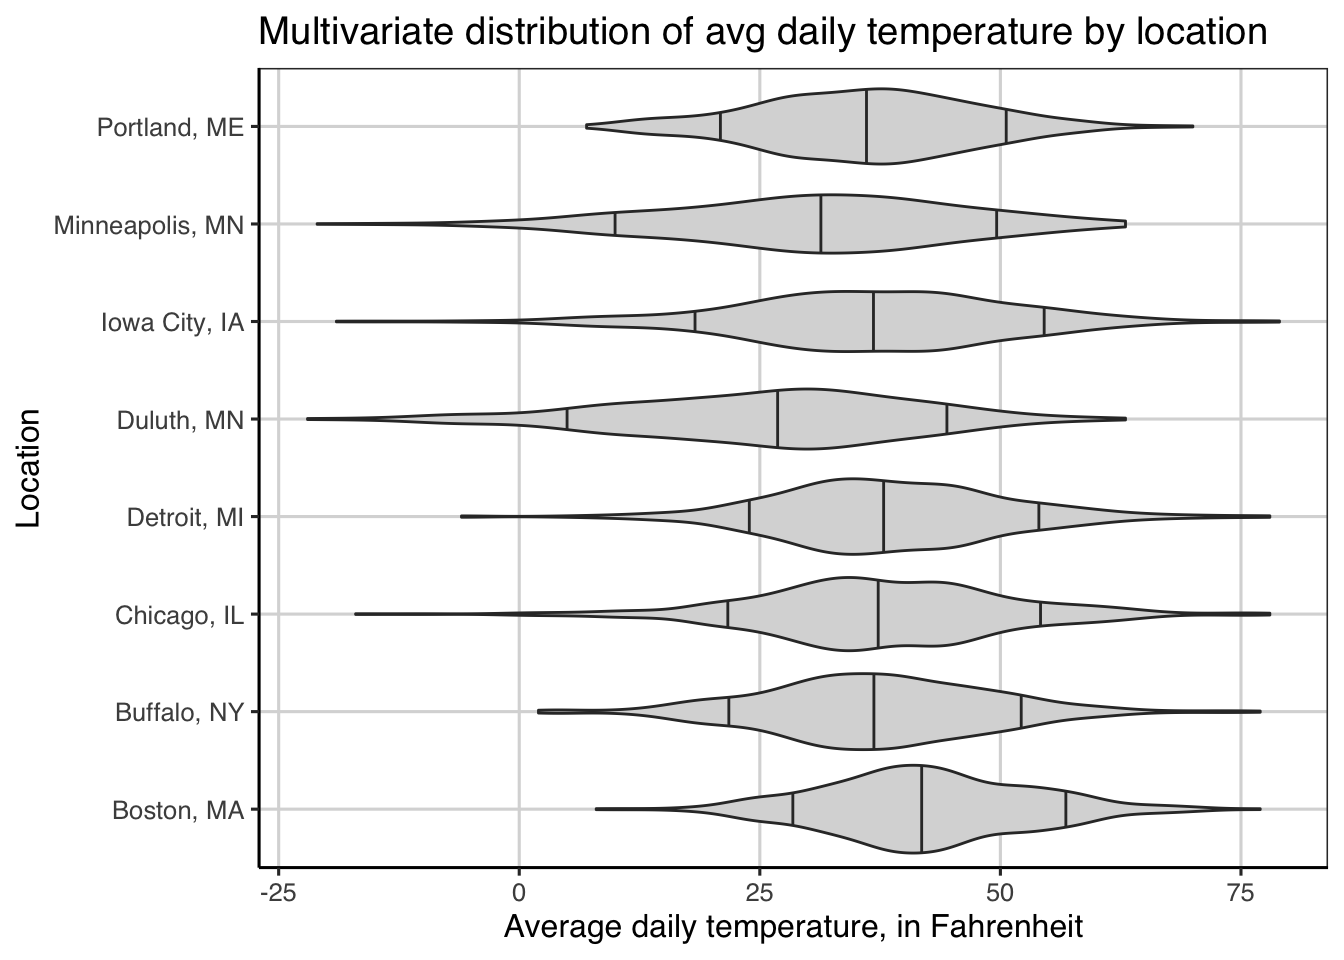 Multivariate distribution of avg daily temperature by location
Location
Portland, ME
Minneapolis, MN
Iowa City, IA
Duluth, MN
Detroit, MI
Chicago, IL
Buffalo, NY
Boston, MA
-25 0 25 50 75
Average daily temperature, in Fahrenheit